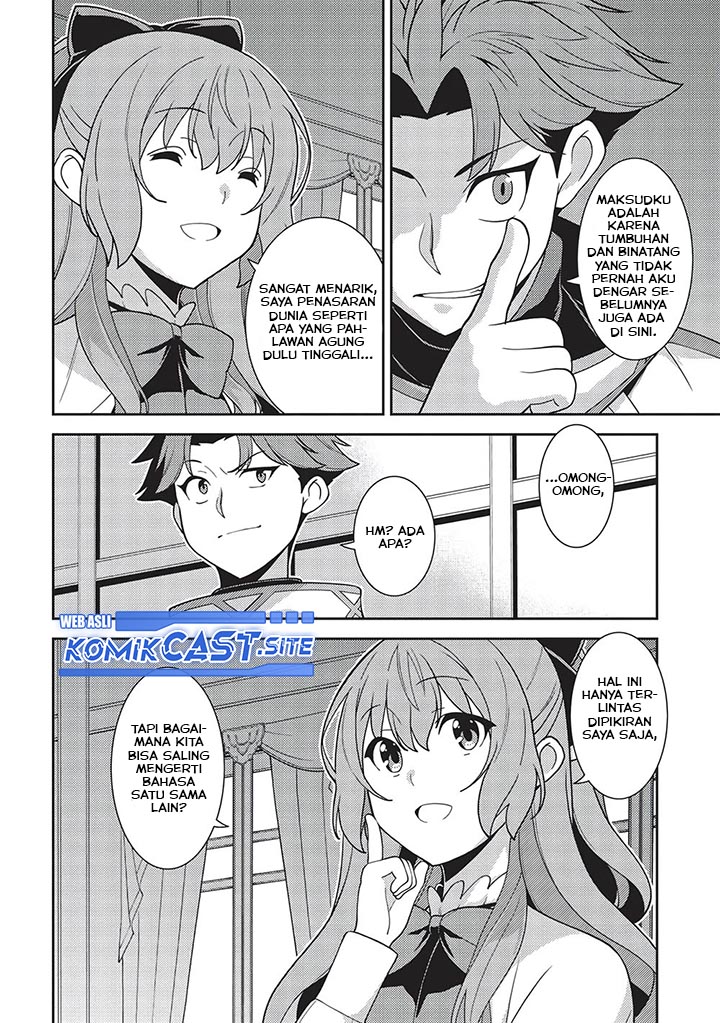 MAKSUDKU
ADALAH
KARENA
TUMBUHAN
DAN BINATANG
YANG TIDAK
PERNAH AKU
DENGAR SE-
BELUMNYA
JUGA ADA
DI SINI.
SANGAT MENARIK,
SAYA PENASARAN
DUNIA SEPERTI
APA YANG PAH-
LAWAN AGUNG
DULU TINGGALI...
...OMONG-
OMONG,
HM? ADA
APA?
WEB ASLI
KOMIKCAST.SITE
HAL INI
HANYA TER-
LINTAS
DIPIKIRAN
SAYA SAJA,
TAPI BAGAI-
MANA KITA
BISA SALING
MENGERTI
BAHASA
SATU SAMA
LAIN?